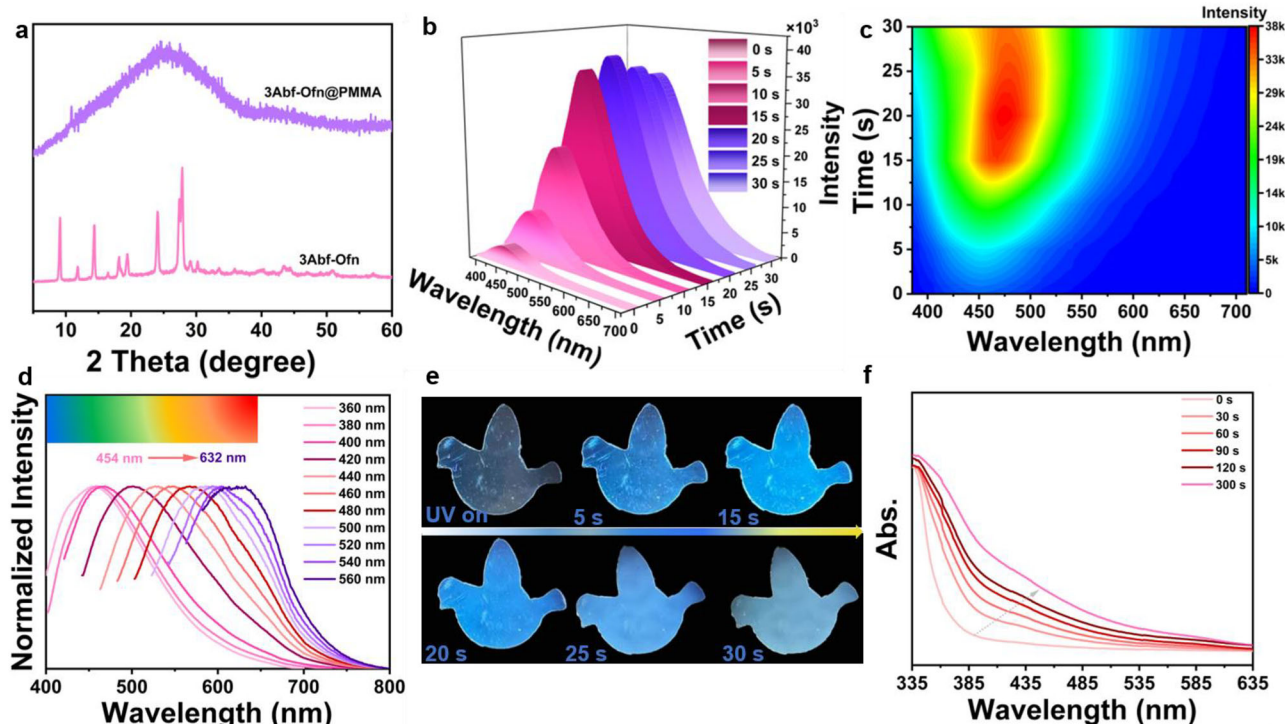 a
3Abf-Ofn@PMMA
3Abf-Ofn
10 20 30 40 50 60
2 Theta (degree)
b
×10³
40
35
30
25
20
15
10
5
0
Intensity
0 s
5 s
10 s
15 s
20 s
25 s
30 s
400 450 500 550 600 650 700
Wavelength (nm)
0 5 10 15 20 25 30
Time (s)
c
Intensity
38k
34k
29k
24k
19k
14k
10k
5k
0
30
25
20
15
10
5
0
Time (s)
400 450 500 550 600 650 700
Wavelength (nm)
d
Normalized Intensity
454 nm 632 nm
360 nm
380 nm
400 nm
420 nm
440 nm
460 nm
480 nm
500 nm
520 nm
540 nm
560 nm
400 500 600 700 800
Wavelength (nm)
e
UV on 5 s 15 s
20 s 25 s 30 s
f
Abs.
0 s
30 s
60 s
90 s
120 s
300 s
335 385 435 485 535 585 635
Wavelength (nm)